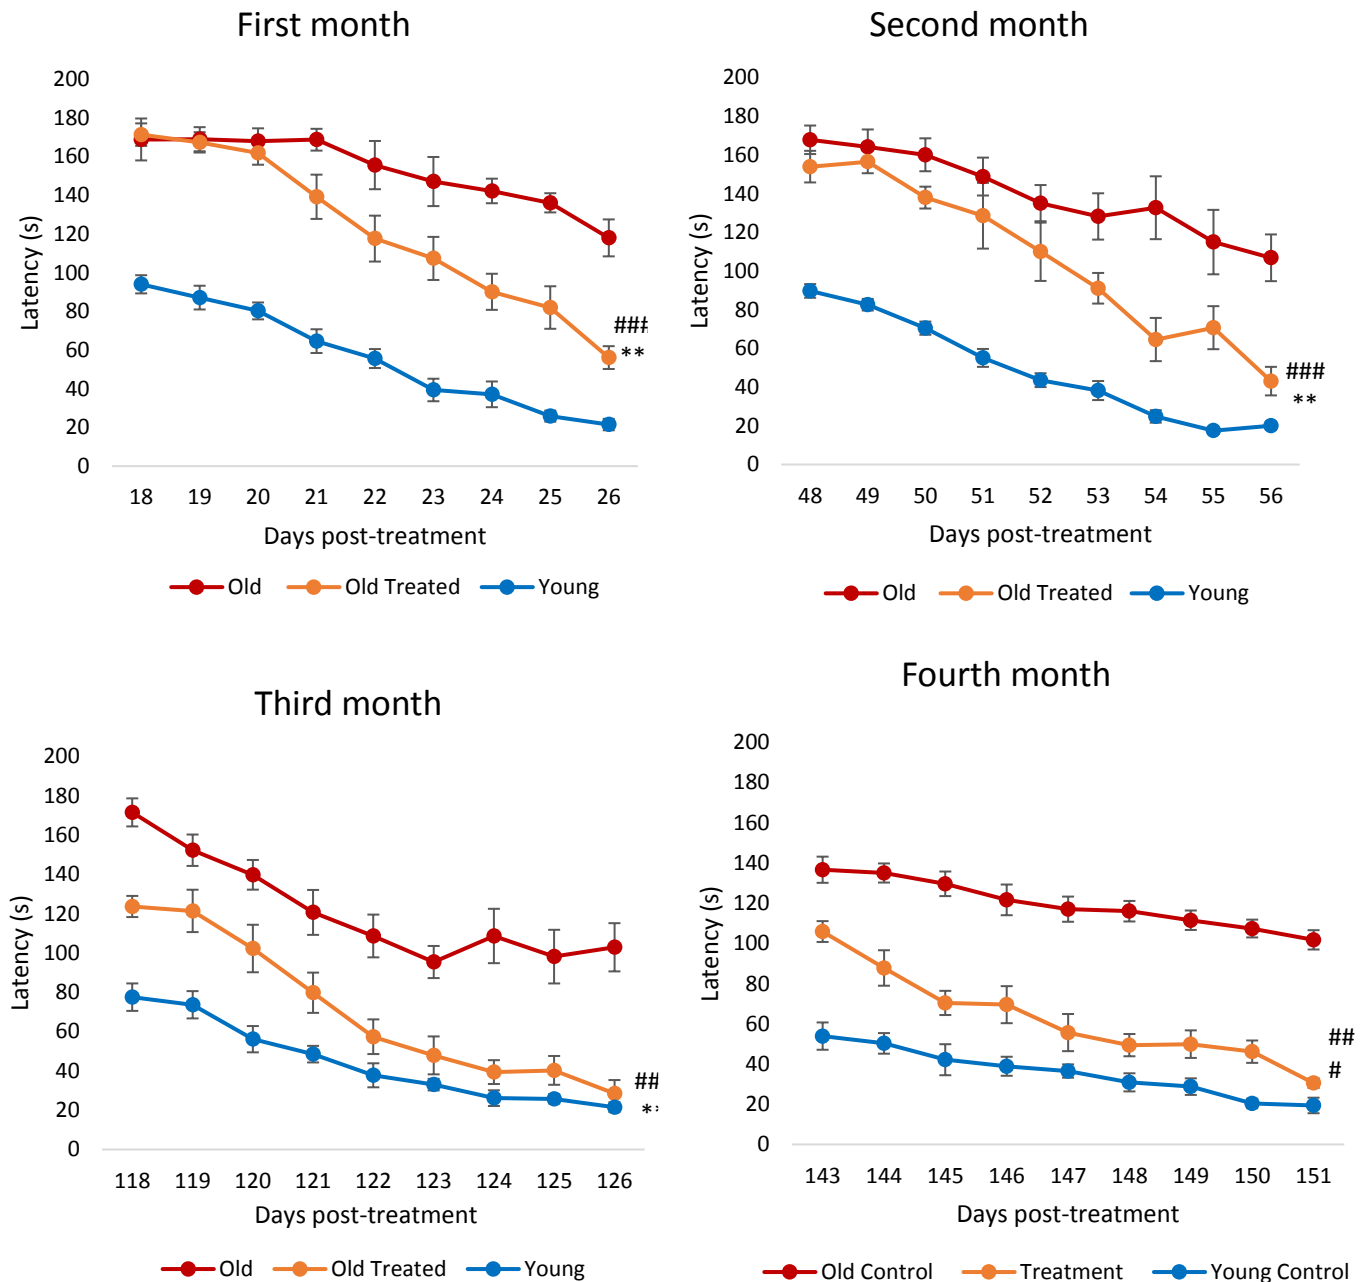 First month
200
180
160
140
120
100
80
60
40
20
0
Latency (s)
###
**
18 19 20 21 22 23 24 25 26
Days post-treatment
Old Old Treated Young
Second month
200
180
160
140
120
100
80
60
40
20
0
Latency (s)
###
**
48 49 50 51 52 53 54 55 56
Days post-treatment
Old Old Treated Young
Third month
200
180
160
140
120
100
80
60
40
20
0
Latency (s)
##
**
118 119 120 121 122 123 124 125 126
Days post-treatment
Old Old Treated Young
Fourth month
200
180
160
140
120
100
80
60
40
20
0
Latency (s)
##
#
143 144 145 146 147 148 149 150 151
Days post-treatment
Old Control Treatment Young Control